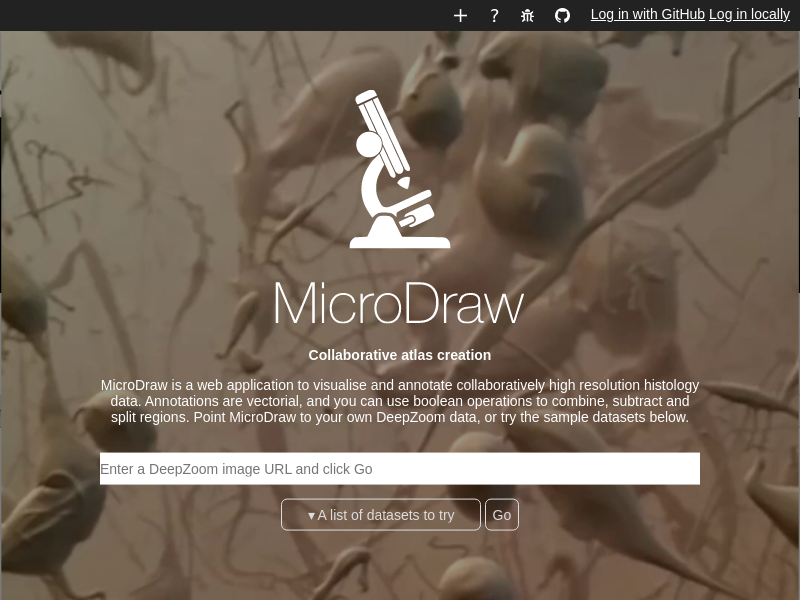 Log in with GitHub Log in locally
MicroDraw
Collaborative atlas creation
MicroDraw is a web application to visualise and annotate collaboratively high resolution histology
data. Annotations are vectorial, and you can use boolean operations to combine, subtract and
split regions. Point MicroDraw to your own DeepZoom data, or try the sample datasets below.
Enter a DeepZoom image URL and click Go
▾ A list of datasets to try Go